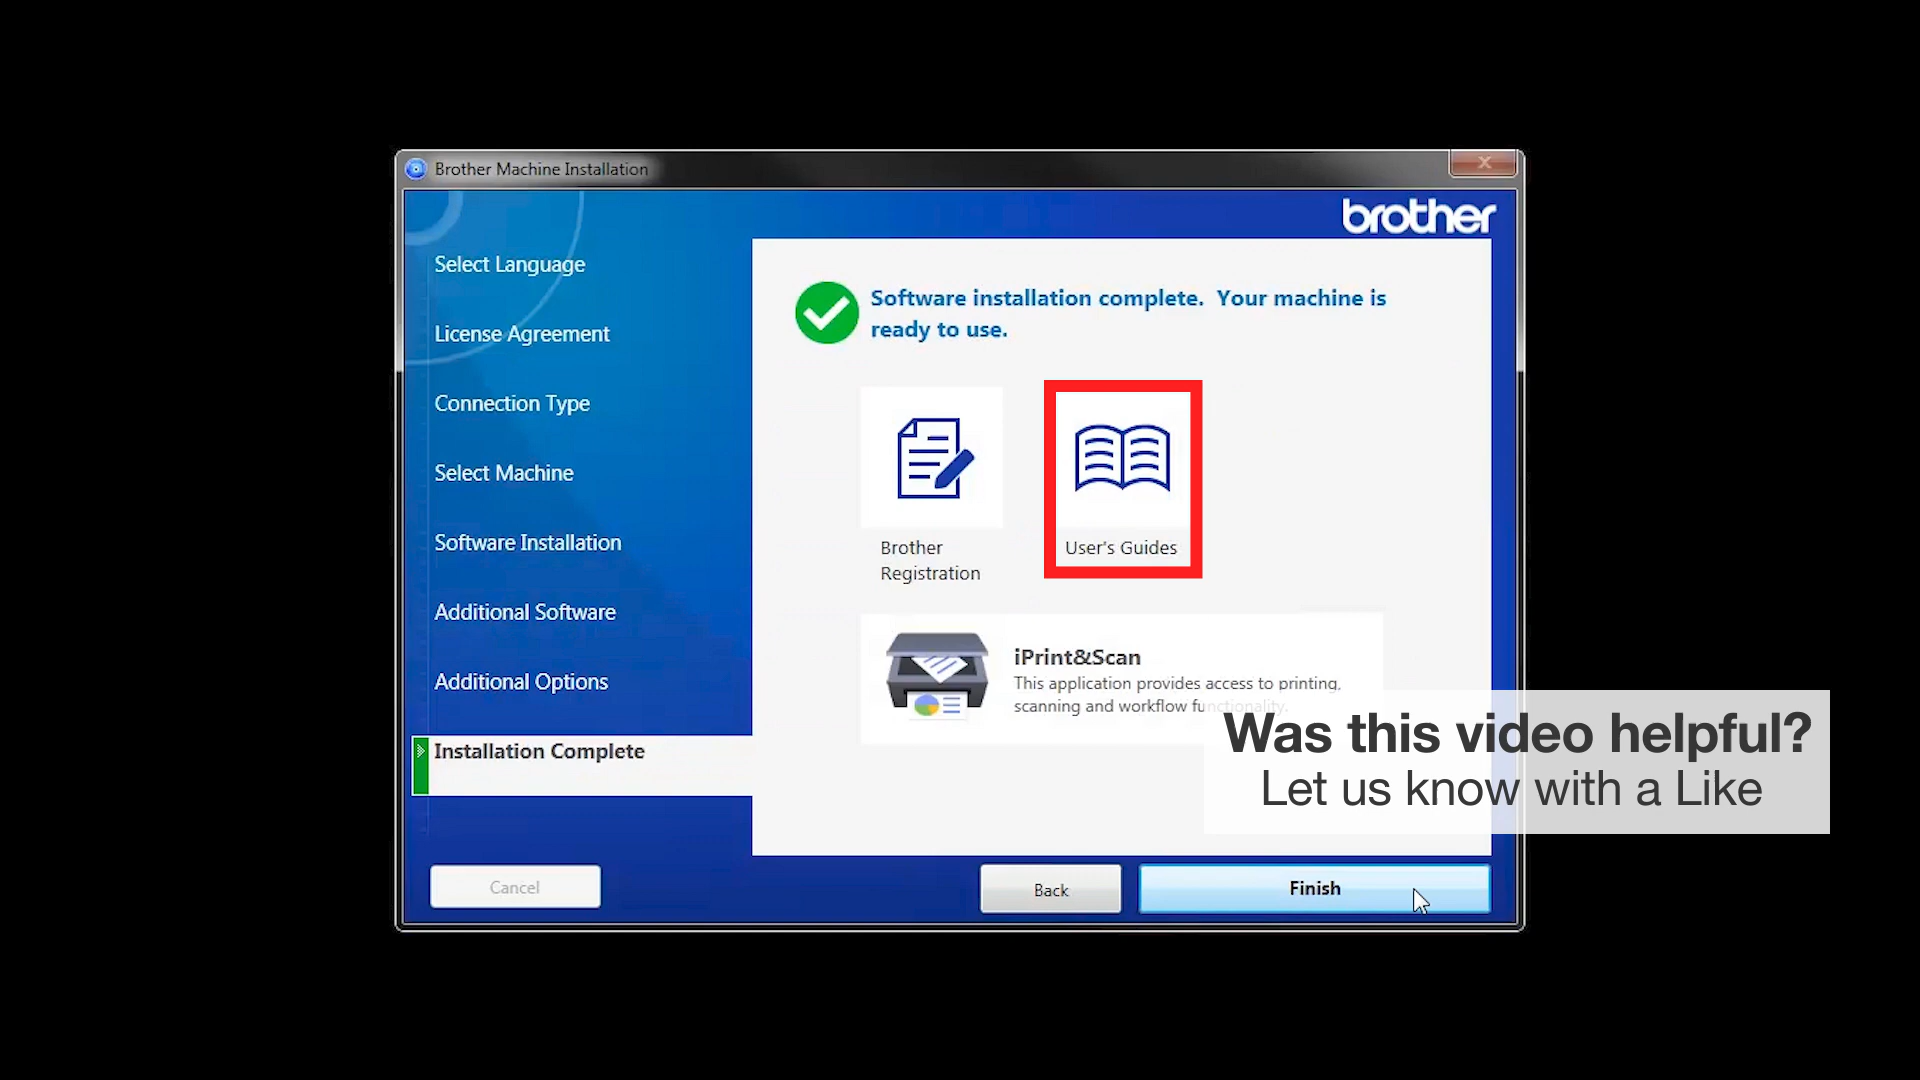 Brother Machine Installation
brother
Select Language
License Agreement
Connection Type
Select Machine
Software Installation
Additional Software
Additional Options
Installation Complete
Software installation complete. Your machine is
ready to use.
Brother
Registration
User's Guides
iPrint&Scan
This application provides access to printing,
scanning and workflow functionality.
Was this video helpful?
Let us know with a Like
Cancel
Back
Finish